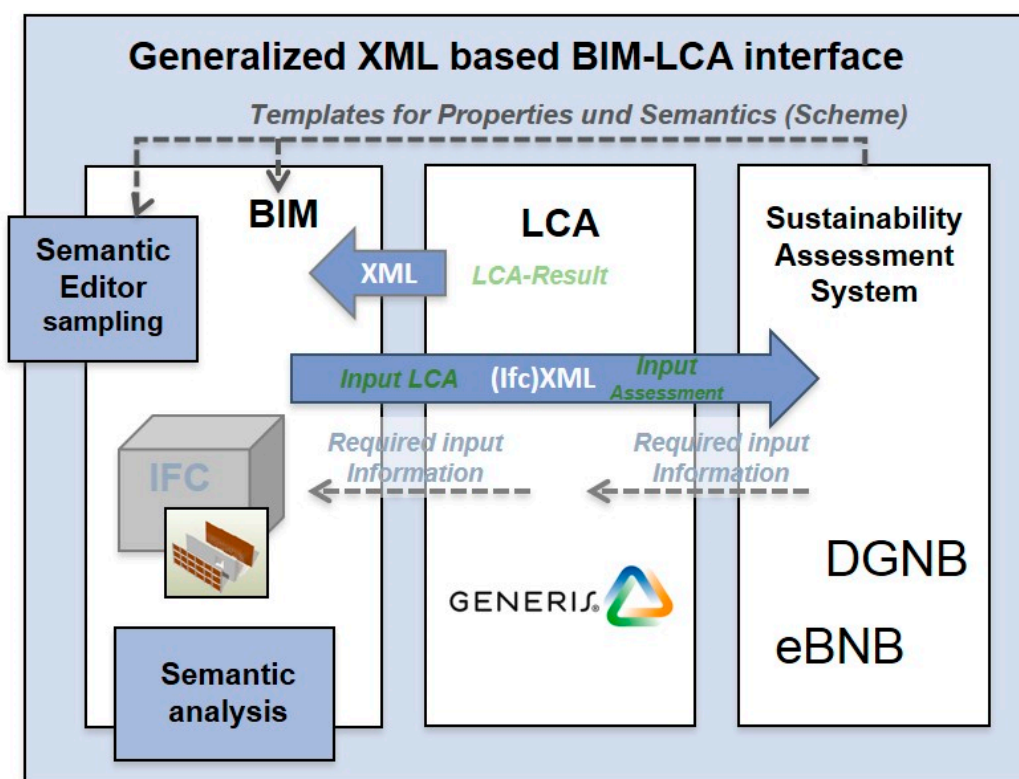 Generalized XML based BIM-LCA interface
Templates for Properties und Semantics (Scheme)
BIM
Semantic
Editor
sampling
XML
LCA
LCA-Result
Sustainability
Assessment
System
Input LCA
(Ifc)XML
Input
Assessment
Required input
Information
Required input
Information
IFC
GENERIS®
DGNB
eBNB
Semantic
analysis